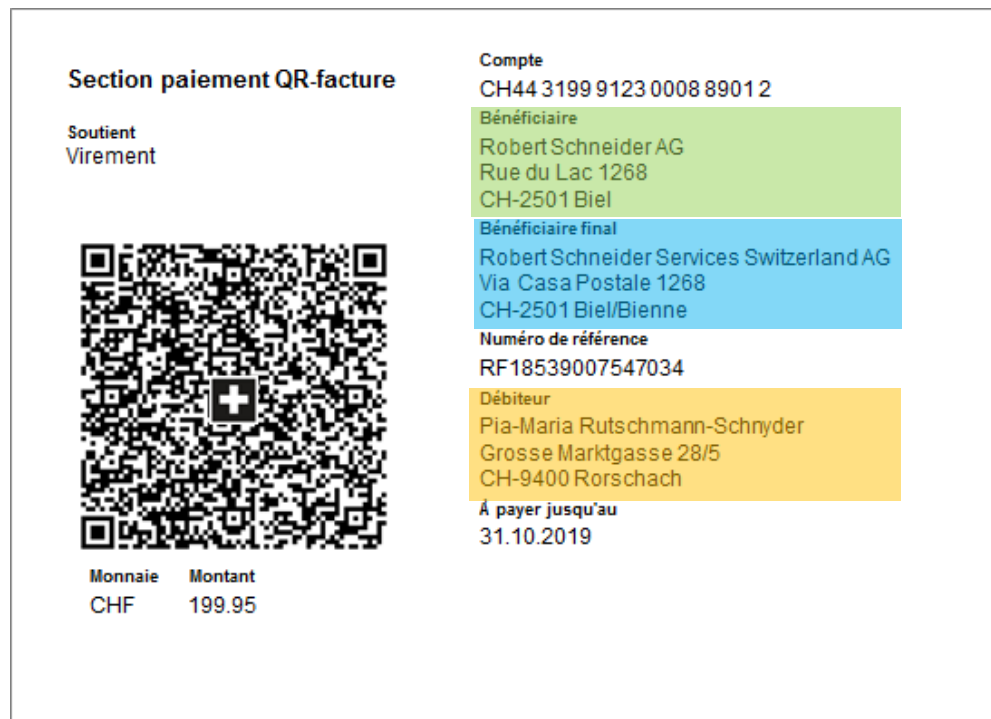 Section paiement QR-facture
Soutient
Virement
Monnaie Montant
CHF 199.95
Compte
CH44 3199 9123 0008 8901 2
Bénéficiaire
Robert Schneider AG
Rue du Lac 1268
CH-2501 Biel
Bénéficiaire final
Robert Schneider Services Switzerland AG
Via Casa Postale 1268
CH-2501 Biel/Bienne
Numéro de référence
RF18539007547034
Débiteur
Pia-Maria Rutschmann-Schnyder
Grosse Marktgasse 28/5
CH-9400 Rorschach
Á payer jusqu'au
31.10.2019